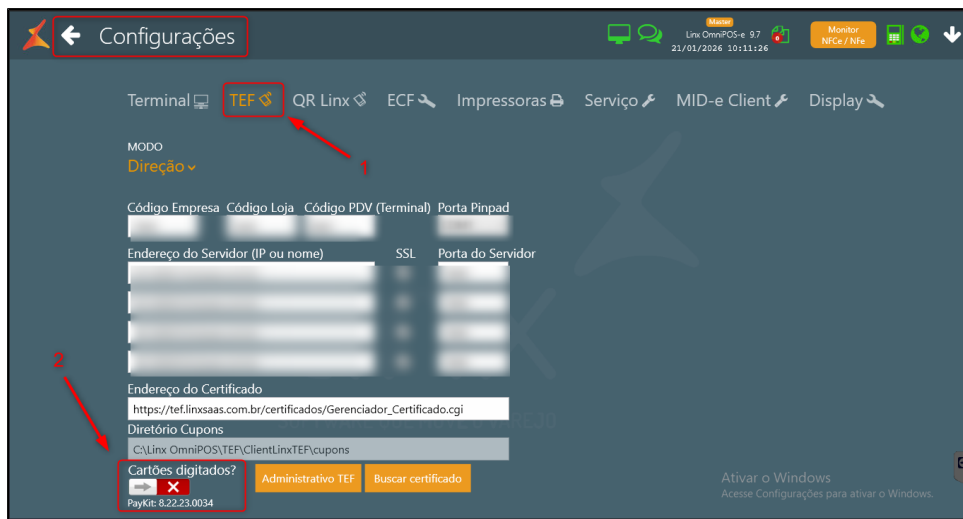 Configurações
Master
Linx OmniPOS-e 9.7
21/01/2026 10:11:26
Monitor
NFCe / NFe
Terminal TEF QR Linx ECF Impressoras Serviço MID-e Client Display
1
MODO
Direção
Código Empresa Código Loja Código PDV (Terminal) Porta Pinpad
Endereço do Servidor (IP ou nome) SSL Porta do Servidor
2
Endereço do Certificado
https://tef.linxsaas.com.br/certificados/Gerenciador_Certificado.cgi
Diretório Cupons
C:\Linx OmniPOS\TEF\ClientLinxTEF\cupons
Cartões digitados?
Administrativo TEF Buscar certificado
PayKit: 8.22.23.0034
Ativar o Windows
Acesse Configurações para ativar o Windows.